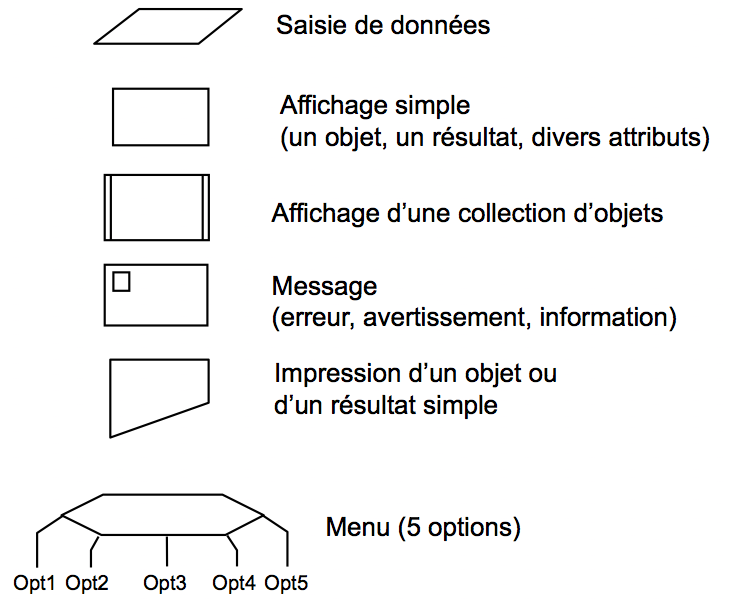 Saisie de données
Affichage simple
(un objet, un résultat, divers attributs)
Affichage d’une collection d’objets
Message
(erreur, avertissement, information)
Impression d’un objet ou
d’un résultat simple
Menu (5 options)
Opt1 Opt2 Opt3 Opt4 Opt5